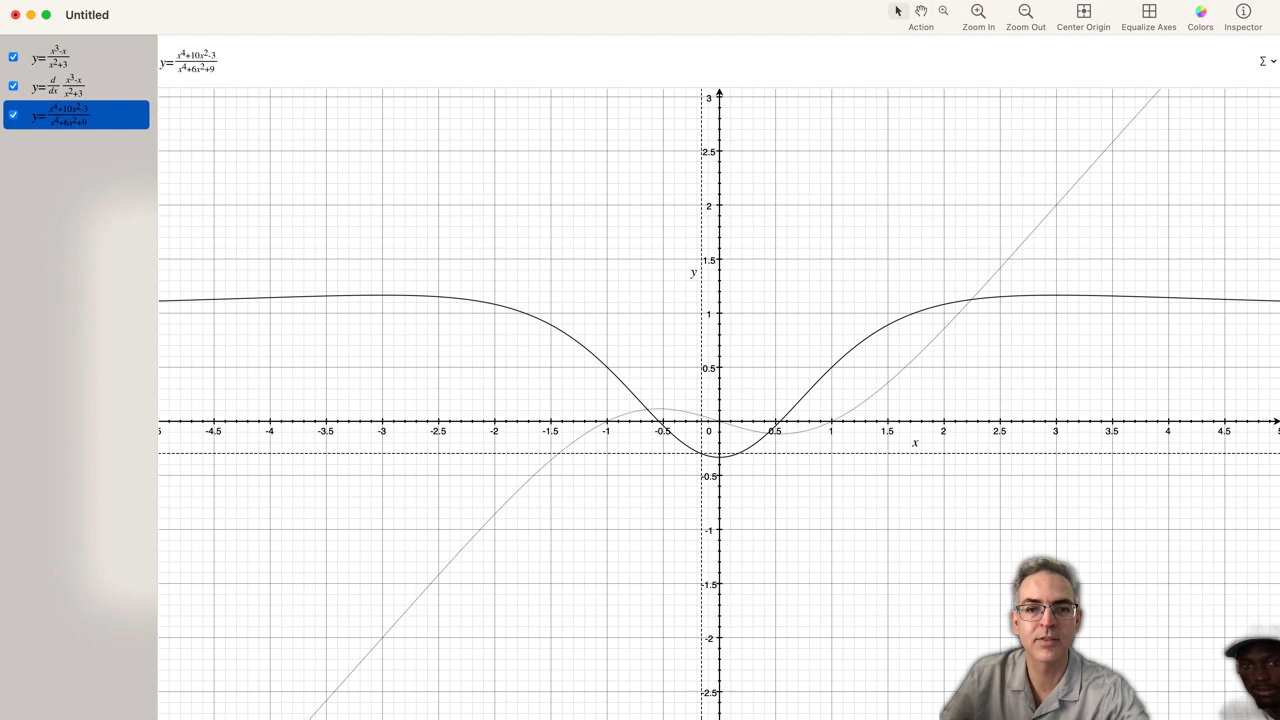 Untitled
Action
Zoom In
Zoom Out
Center Origin
Equalize Axes
Colors
Inspector
y=x³-x/x²+3
y=d/dx x³-x/x²+3
y=x⁴+10x²-3/x⁴+6x²+9
y=x⁴+10x²-3/x⁴+6x²+9
Σ
3
2.5
2
1.5
y
1
0.5
5 -4.5 -4 -3.5 -3 -2.5 -2 -1.5 -1 -0.5 0 0.5 1 1.5 2 2.5 3 3.5 4 4.5 5
x
-0.5
-1
-1.5
-2
-2.5